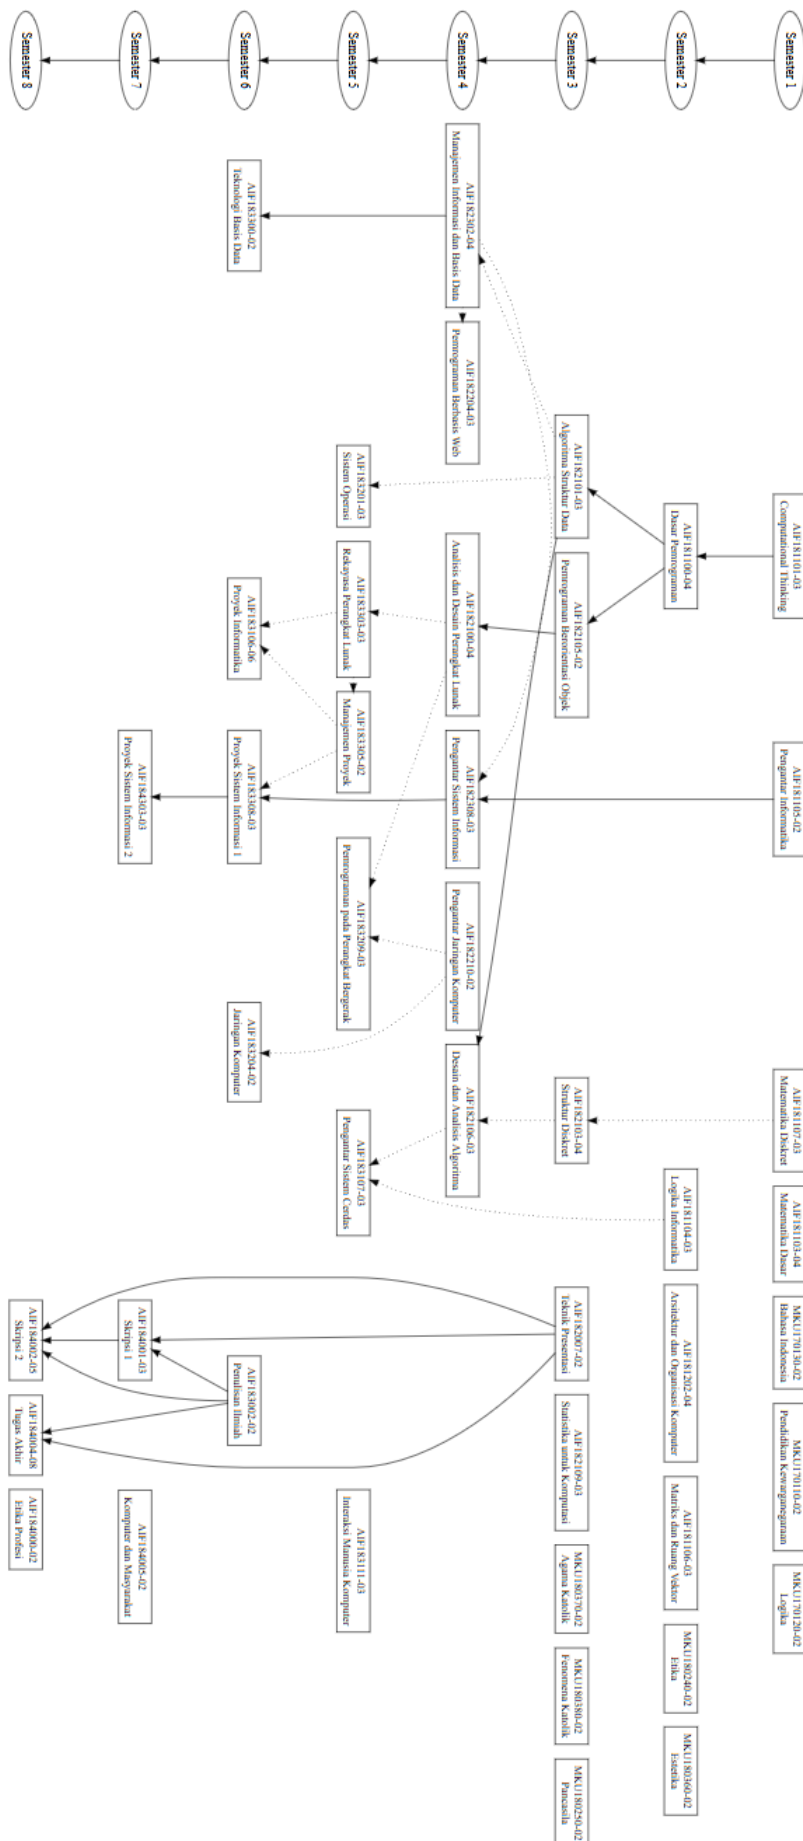 Semester 1
AIF181101-03
Computational Thinking
AIF181105-02
Pengantar Informatika
AIF181107-03
Matematika Diskret
AIF181103-04
Matematika Dasar
MKU170130-02
Bahasa Indonesia
MKU170110-02
Pendidikan Kewarganegaraan
MKU170120-02
Logika
Semester 2
AIF181100-04
Dasar Pemrograman
AIF181104-03
Logika Informatika
AIF181202-04
Arsitektur dan Organisasi Komputer
AIF181106-03
Matriks dan Ruang Vektor
MKU180240-02
Etika
MKU180360-02
Estetika
Semester 3
AIF182101-03
Algoritma Struktur Data
AIF182105-02
Pemrograman Berorientasi Objek
AIF182103-04
Struktur Diskret
AIF182007-02
Teknik Presentasi
AIF182109-03
Statistika untuk Komputasi
MKU180370-02
Agama Katolik
MKU180380-02
Fenomena Katolik
MKU180250-02
Pancasila
Semester 4
AIF182302-04
Manajemen Informasi dan Basis Data
AIF182204-03
Pemrograman Berbasis Web
AIF182100-04
Analisis dan Desain Perangkat Lunak
AIF182308-03
Pengantar Sistem Informasi
AIF182210-02
Pengantar Jaringan Komputer
AIF182106-03
Desain dan Analisis Algoritma
Semester 5
AIF183201-03
Sistem Operasi
AIF183303-03
Rekayasa Perangkat Lunak
AIF183305-02
Manajemen Proyek
AIF183209-03
Pemrograman pada Perangkat Bergerak
AIF183107-03
Pengantar Sistem Cerdas
AIF183111-03
Interaksi Manusia Komputer
Semester 6
AIF183300-02
Teknologi Basis Data
AIF183106-06
Proyek Informatika
AIF183308-03
Proyek Sistem Informasi 1
AIF183204-02
Jaringan Komputer
AIF183002-02
Penulisan Ilmiah
Semester 7
AIF184303-03
Proyek Sistem Informasi 2
AIF184001-03
Skripsi 1
AIF184005-02
Komputer dan Masyarakat
Semester 8
AIF184002-05
Skripsi 2
AIF184004-08
Tugas Akhir
AIF184000-02
Etika Profesi